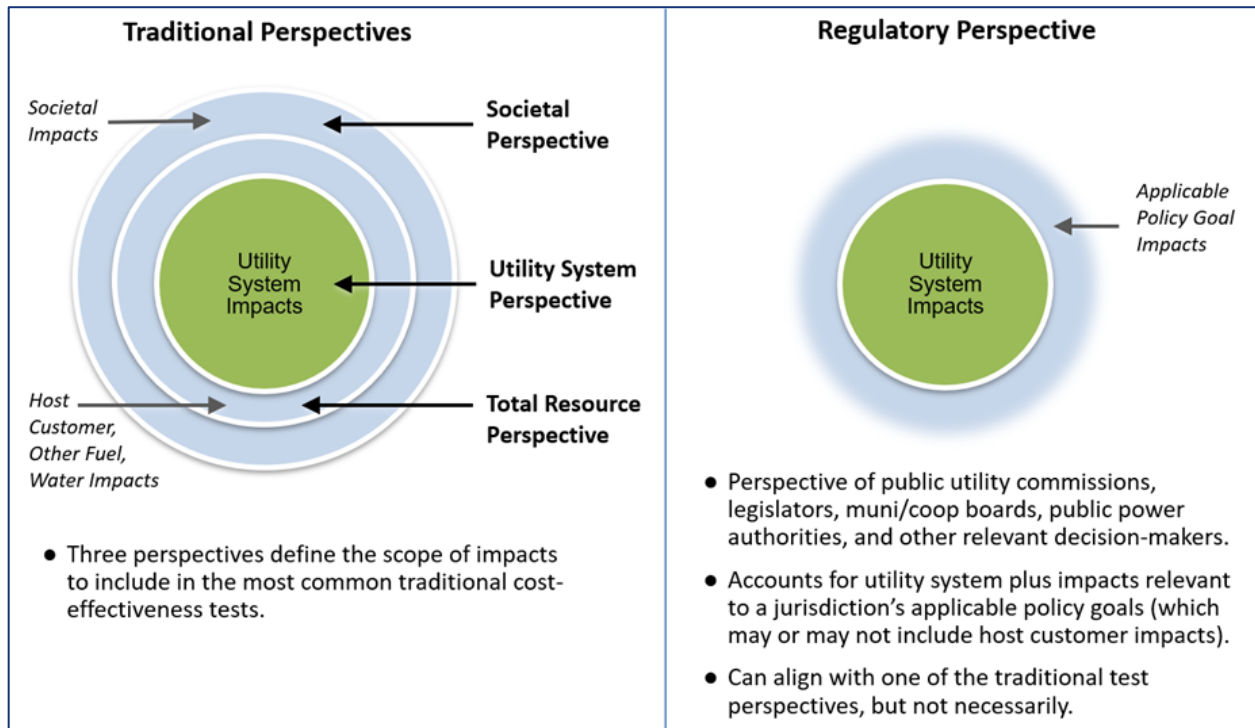 Traditional Perspectives
Societal
Impacts
Societal
Perspective
Utility
System
Impacts
Utility System
Perspective
Host
Customer,
Other Fuel,
Water Impacts
Total Resource
Perspective
● Three perspectives define the scope of impacts
to include in the most common traditional cost-
effectiveness tests.
Regulatory Perspective
Utility
System
Impacts
Applicable
Policy Goal
Impacts
● Perspective of public utility commissions,
legislators, muni/coop boards, public power
authorities, and other relevant decision-makers.
● Accounts for utility system plus impacts relevant
to a jurisdiction’s applicable policy goals (which
may or may not include host customer impacts).
● Can align with one of the traditional test
perspectives, but not necessarily.